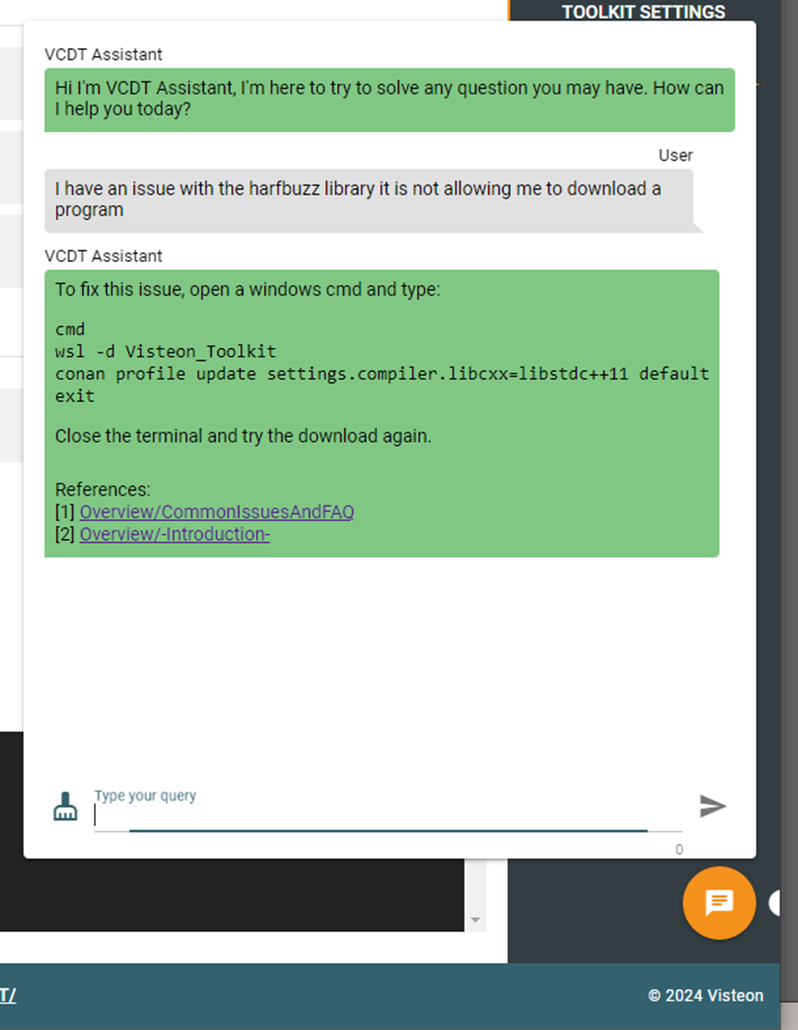 TOOLKIT SETTINGS
VCDT Assistant
Hi I'm VCDT Assistant, I'm here to try to solve any question you may have. How can
I help you today?
User
I have an issue with the harfbuzz library it is not allowing me to download a
program
VCDT Assistant
To fix this issue, open a windows cmd and type:
cmd
wsl -d Visteon_Toolkit
conan profile update settings.compiler.libcxx=libstdc++11 default
exit
Close the terminal and try the download again.
References:
[1] Overview/CommonIssuesAndFAQ
[2] Overview/-Introduction-
Type your query
0
T/
© 2024 Visteon